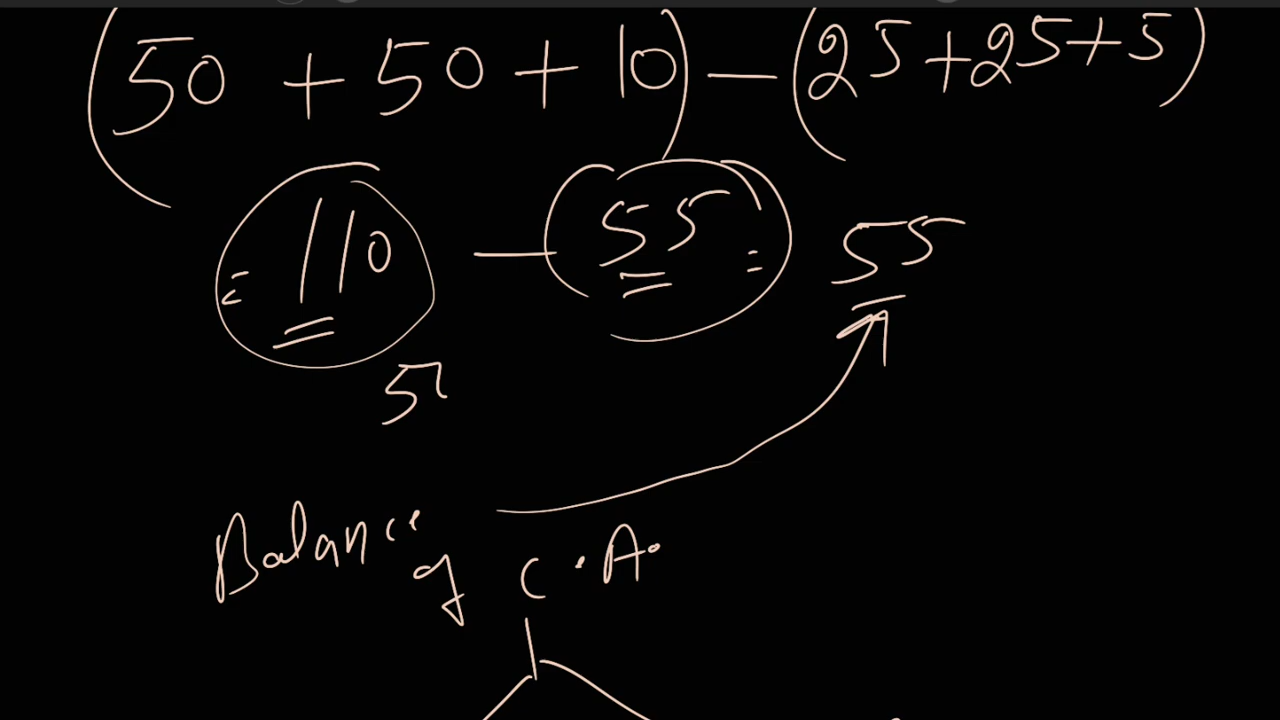 (50 + 50 + 10) - (25 + 25 + 5)
= 110 - 55 = 55
Balance of C.A.